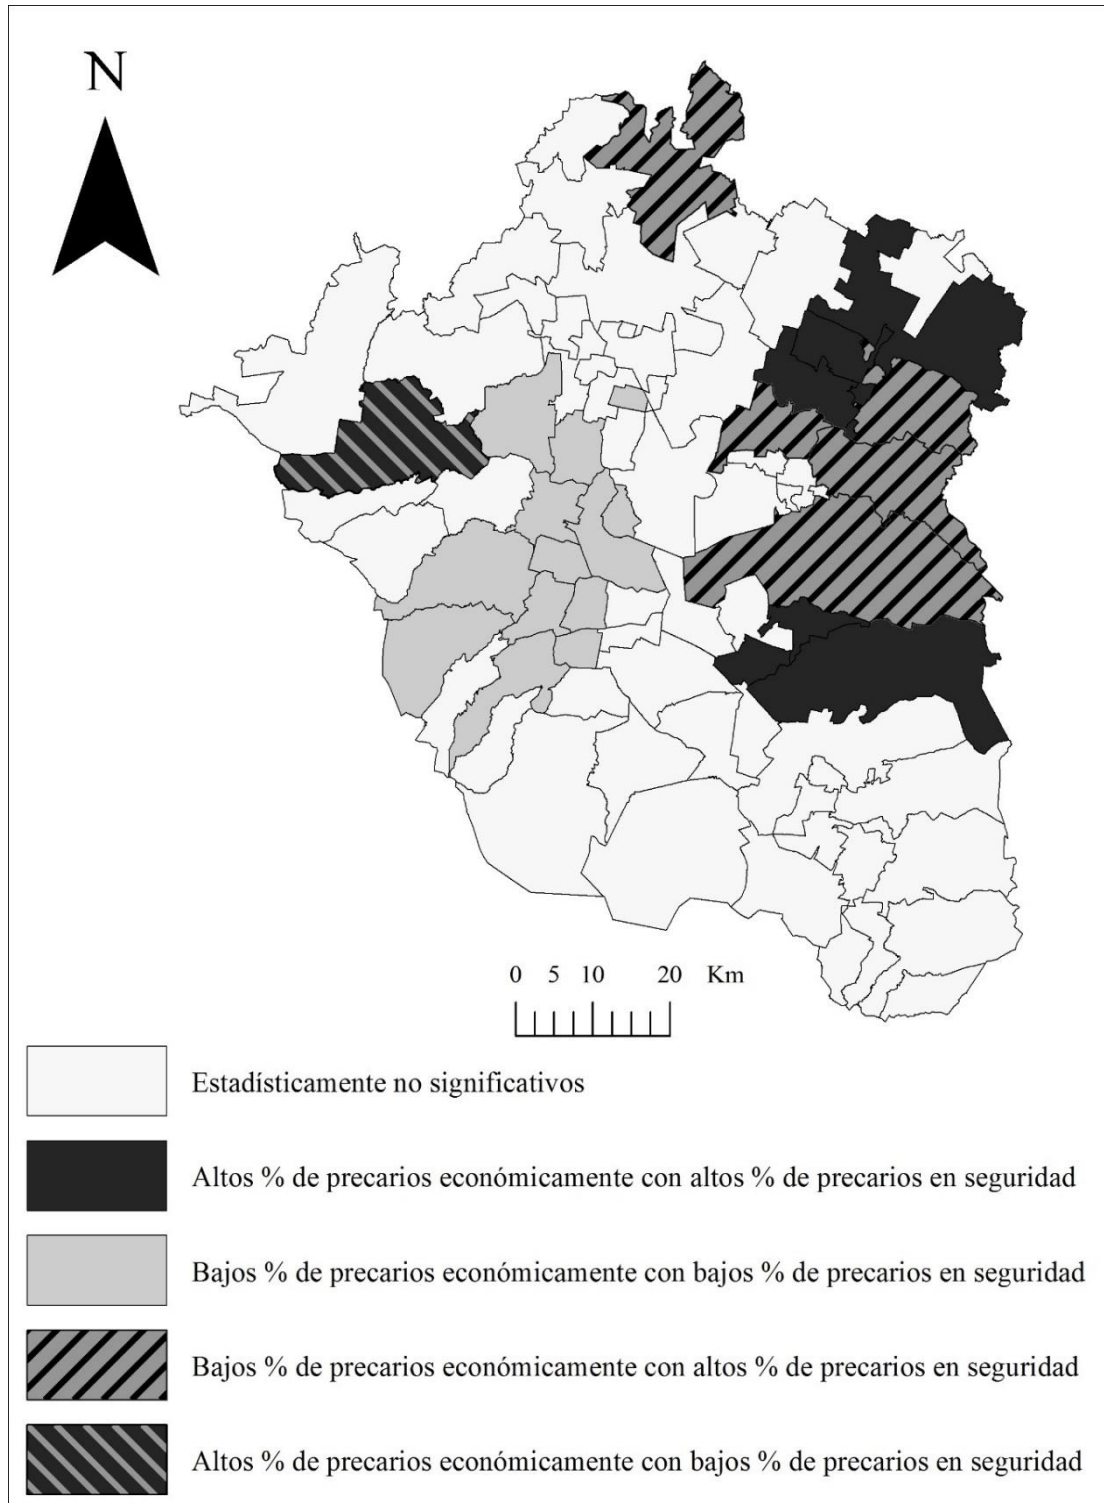 N
0 5 10 20 Km
Estadísticamente no significativos
Altos % de precarios económicamente con altos % de precarios en seguridad
Bajos % de precarios económicamente con bajos % de precarios en seguridad
Bajos % de precarios económicamente con altos % de precarios en seguridad
Altos % de precarios económicamente con bajos % de precarios en seguridad